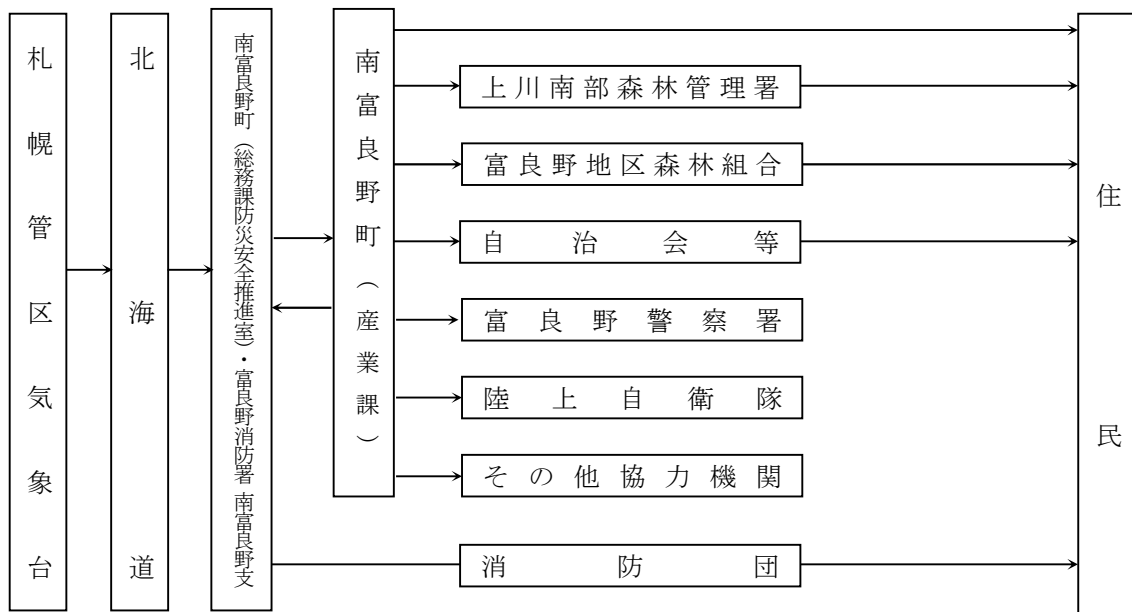 札幌管区気象台
北海道
南富良野町（総務課防災安全推進室）・富良野消防署 南富良野支
南富良野町（産業課）
上川南部森林管理署
富良野地区森林組合
自治会等
富良野警察署
陸上自衛隊
その他協力機関
消防団
住民